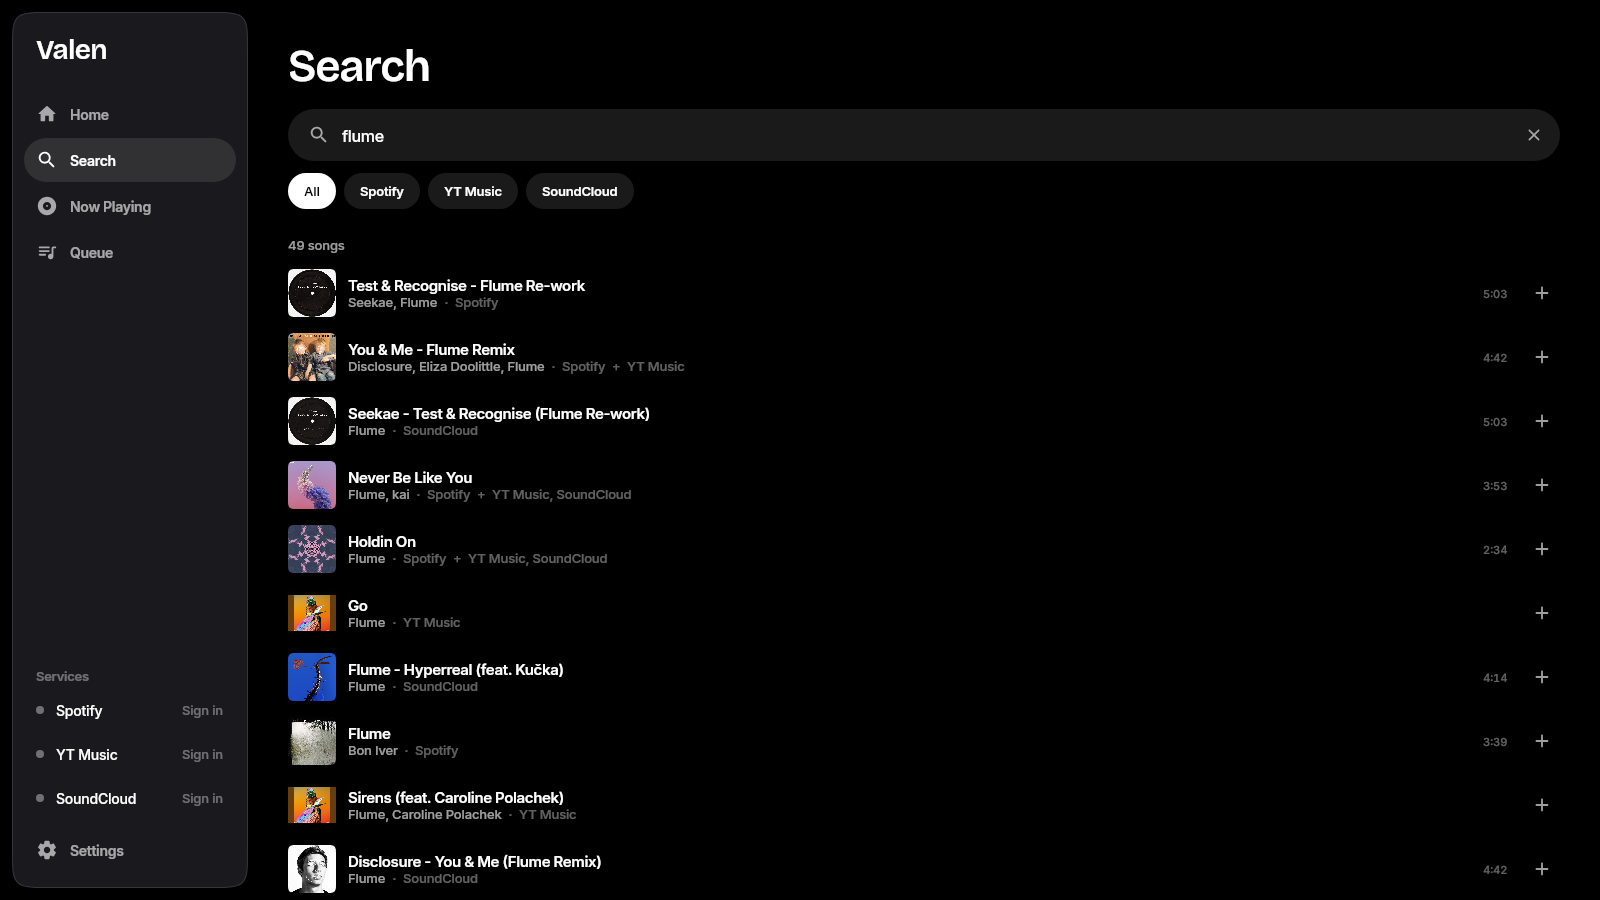 Valen
Home
Search
Now Playing
Queue
Services
Spotify Sign in
YT Music Sign in
SoundCloud Sign in
Settings
Search
flume
All Spotify YT Music SoundCloud
49 songs
Test & Recognise - Flume Re-work
Seekae, Flume · Spotify
5:03
You & Me - Flume Remix
Disclosure, Eliza Doolittle, Flume · Spotify + YT Music
4:42
Seekae - Test & Recognise (Flume Re-work)
Flume · SoundCloud
5:03
Never Be Like You
Flume, kai · Spotify + YT Music, SoundCloud
3:53
Holdin On
Flume · Spotify + YT Music, SoundCloud
2:34
Go
Flume · YT Music
Flume - Hyperreal (feat. Kučka)
Flume · SoundCloud
4:14
Flume
Bon Iver · Spotify
3:39
Sirens (feat. Caroline Polachek)
Flume, Caroline Polachek · YT Music
Disclosure - You & Me (Flume Remix)
Flume · SoundCloud
4:42